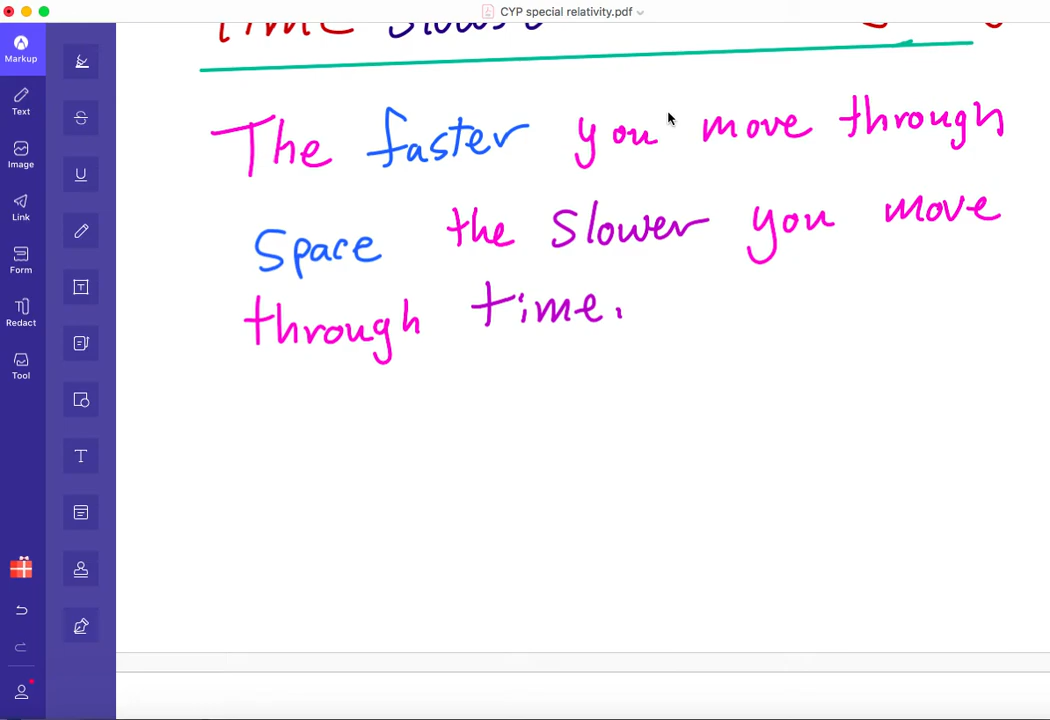 CYP special relativity.pdf
Markup
Text
Image
Link
Form
Redact
Tool
The faster you move through
space the slower you move
through time.